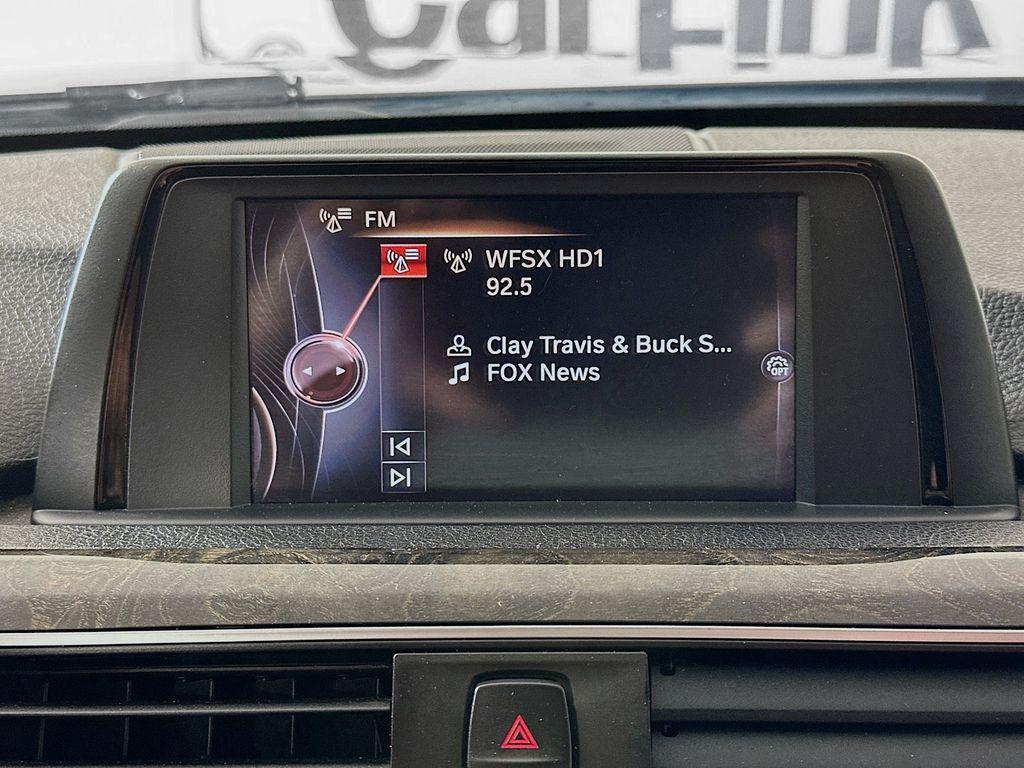 FM
WFSX HD1
92.5
Clay Travis & Buck S...
FOX News
OPT